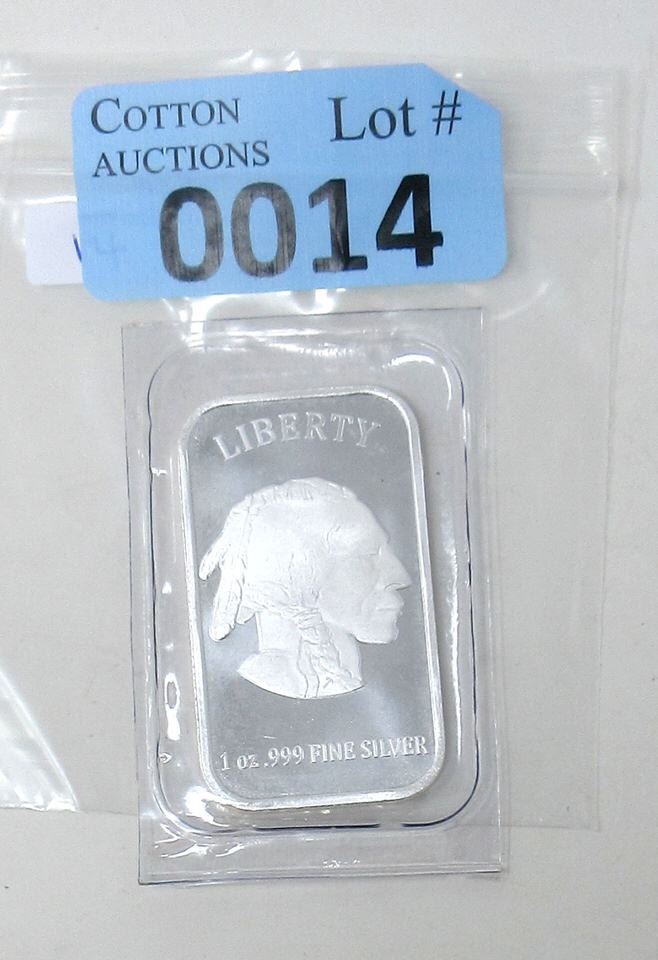 COTTON
AUCTIONS
Lot #
0014
LIBERTY
1 oz .999 FINE SILVER